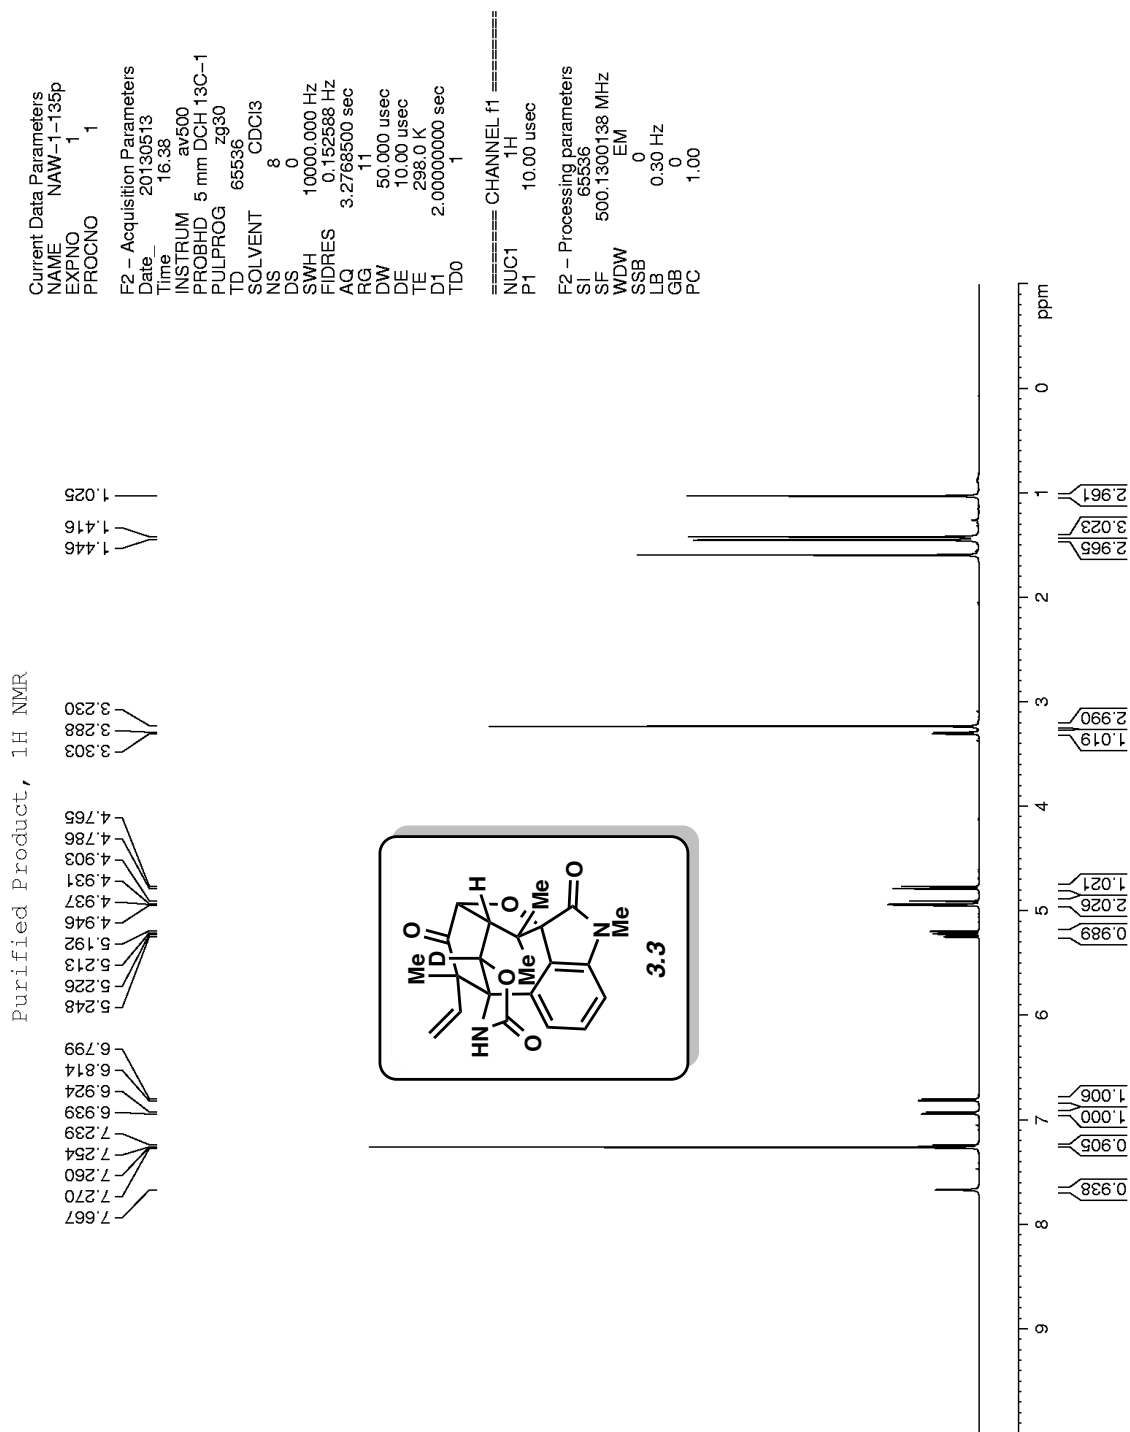 Purified Product, 1H NMR
Current Data Parameters
NAME NAW-1-135p
EXPNO 1
PROCNO 1
F2 - Acquisition Parameters
Date_ 20130513
Time 16.38
INSTRUM av500
PROBHD 5 mm DCH 13C-1
PULPROG zg30
TD 65536
SOLVENT CDCl3
NS 8
DS 0
SWH 10000.000 Hz
FIDRES 0.152588 Hz
AQ 3.2768500 sec
RG 11
DW 50.000 usec
DE 10.00 usec
TE 298.0 K
D1 2.00000000 sec
TD0 1
======== CHANNEL f1 ========
NUC1 1H
P1 10.00 usec
F2 - Processing parameters
SI 65536
SF 500.1300138 MHz
WDW EM
SSB 0
LB 0.30 Hz
GB 0
PC 1.00
7.667
7.270
7.260
7.254
7.239
6.939
6.924
6.814
6.799
5.248
5.226
5.213
5.192
4.946
4.937
4.931
4.903
4.786
4.765
3.303
3.288
3.230
1.446
1.416
1.025
Me
O
D
H
O
HN
O
O
Me
Me
O
N
Me
3.3
9
8
7
6
5
4
3
2
1
0
ppm
0.938
0.905
1.000
1.006
0.989
2.026
1.021
1.019
2.990
2.965
3.023
2.961